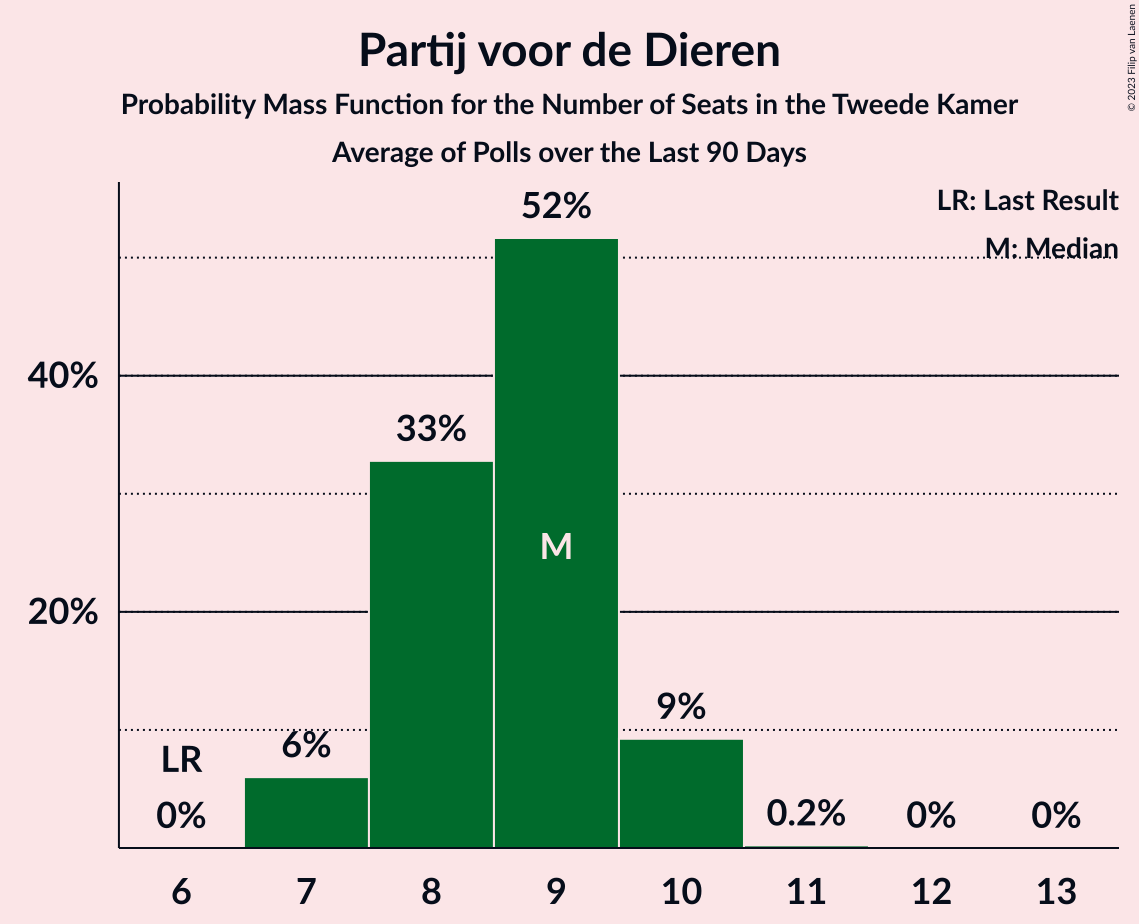 Partij voor de Dieren
Probability Mass Function for the Number of Seats in the Tweede Kamer
Average of Polls over the Last 90 Days
© 2023 Filip van Laenen
LR: Last Result
M: Median
52%
40%
33%
M
20%
9%
6%
LR
0%
0.2%
0%
0%
6 7 8 9 10 11 12 13